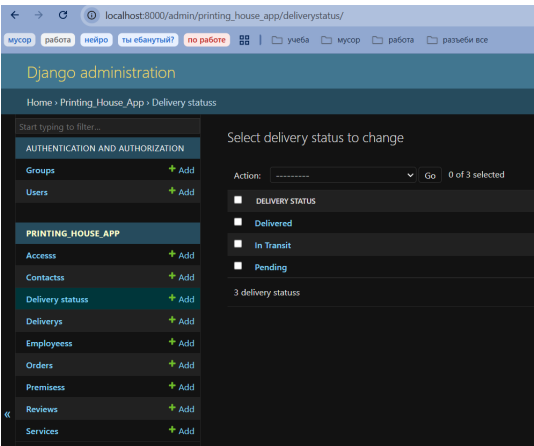 localhost:8000/admin/printing_house_app/deliverystatus/
мусор работа нейро ты ебанутый? по работе учеба мусор работа разъеби все
Django administration
Home › Printing_House_App › Delivery statuss
Start typing to filter...
AUTHENTICATION AND AUTHORIZATION
Groups + Add
Users + Add
PRINTING_HOUSE_APP
Accesss + Add
Contactss + Add
Delivery statuss + Add
Deliverys + Add
Employeess + Add
Orders + Add
Premisess + Add
Reviews + Add
Services + Add
«
Select delivery status to change
Action: --------- Go 0 of 3 selected
DELIVERY STATUS
Delivered
In Transit
Pending
3 delivery statuss